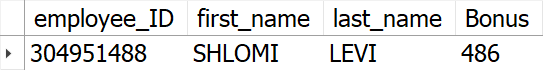 employee_ID first_name last_name Bonus
304951488 SHLOMI LEVI 486